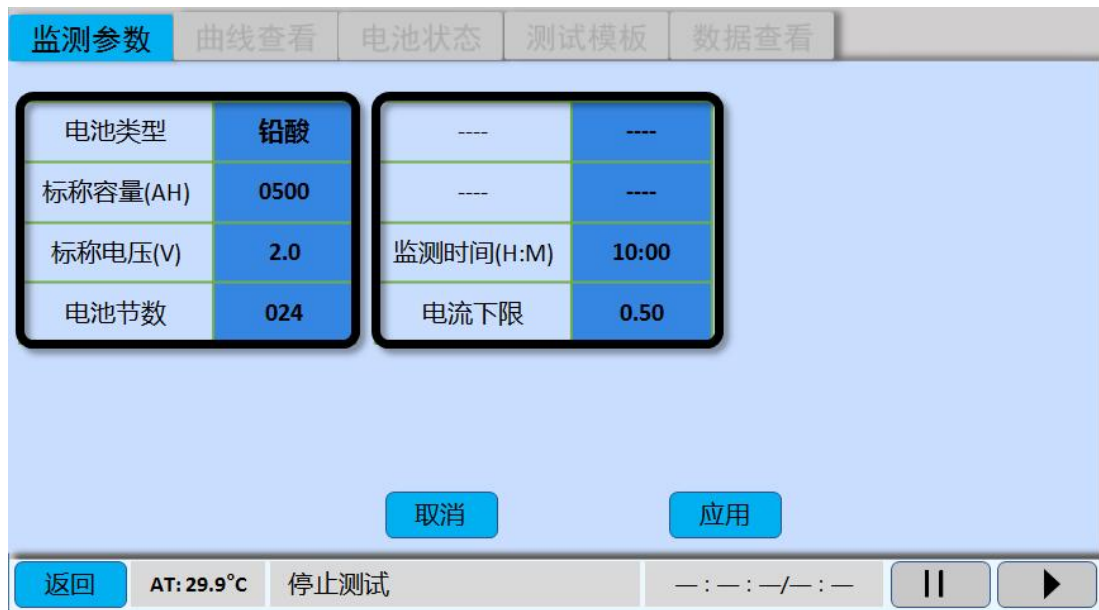 监测参数 曲线查看 电池状态 测试模板 数据查看
电池类型 铅酸 ---- ----
标称容量(AH) 0500 ---- ----
标称电压(V) 2.0 监测时间(H:M) 10:00
电池节数 024 电流下限 0.50
取消 应用
返回 AT: 29.9°C 停止测试 —:—:—/—:—